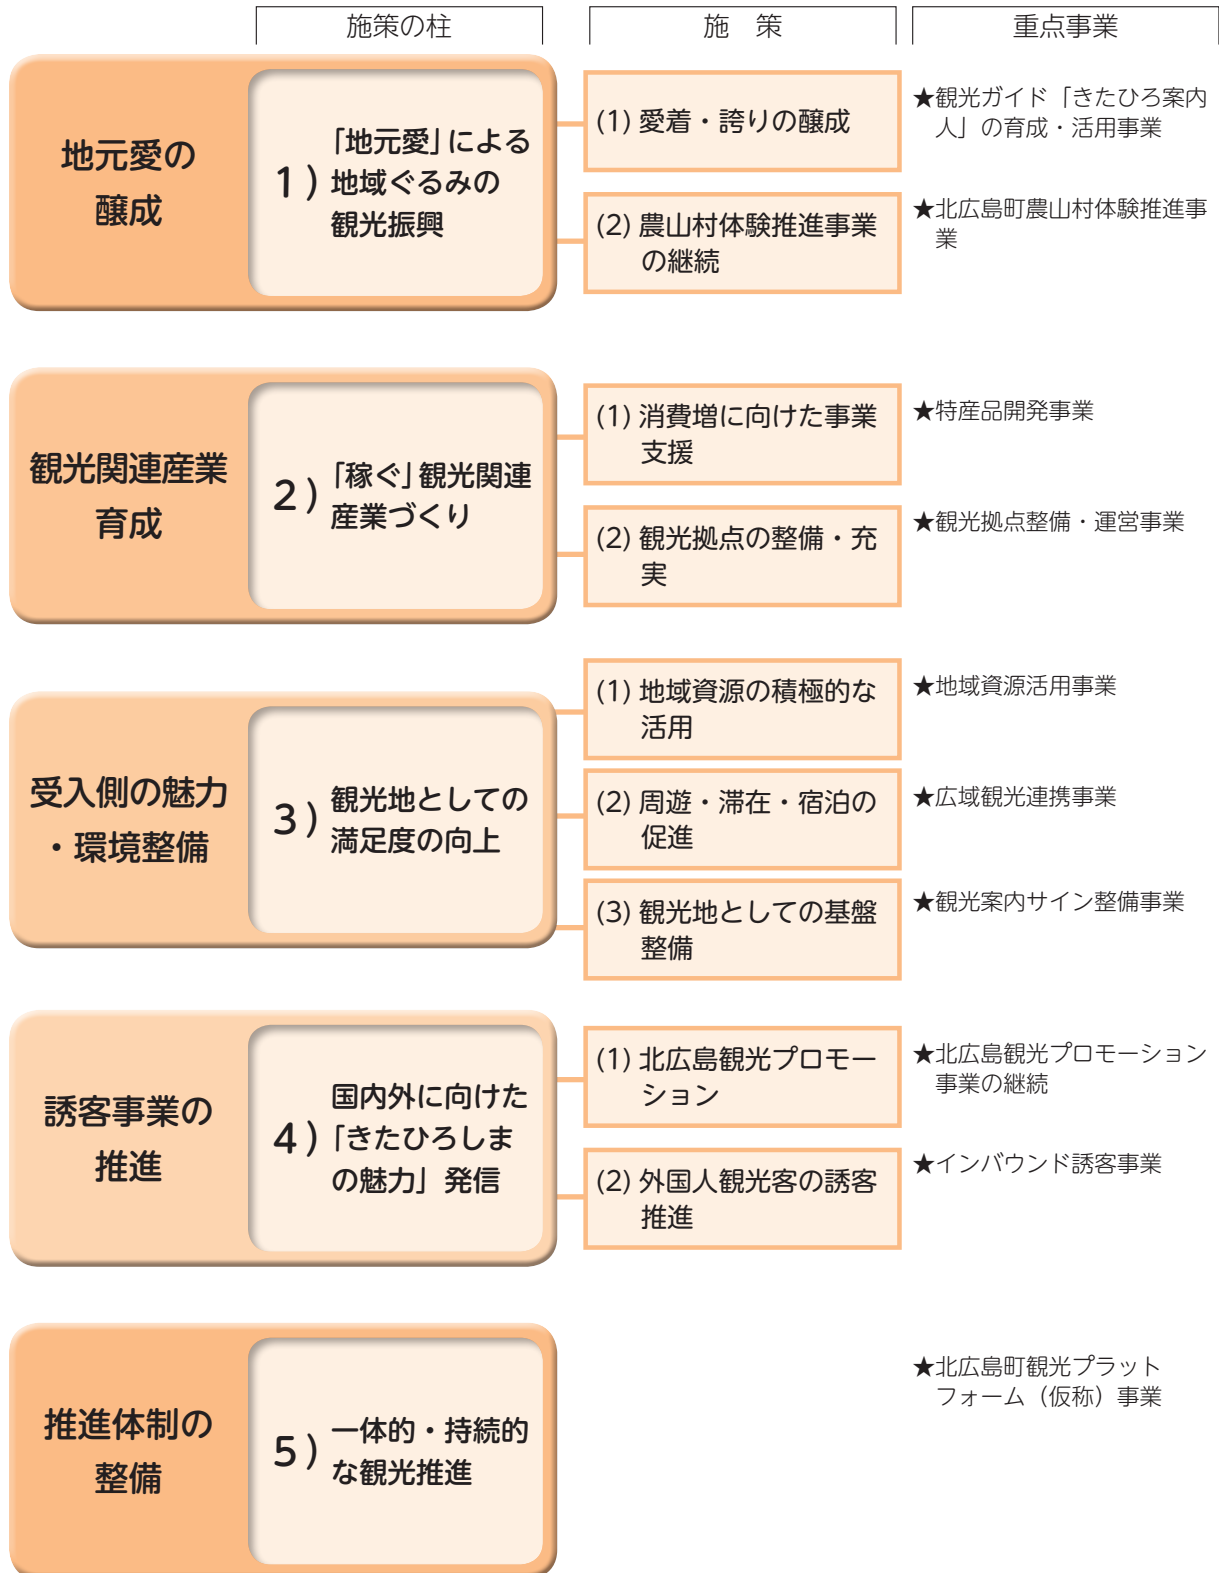 施策の柱
施　策
重点事業
地元愛の
醸成
1）
「地元愛」による
地域ぐるみの
観光振興
(1) 愛着・誇りの醸成
★観光ガイド「きたひろ案内
人」の育成・活用事業
(2) 農山村体験推進事業
の継続
★北広島町農山村体験推進事
業
観光関連産業
育成
2）
「稼ぐ」観光関連
産業づくり
(1) 消費増に向けた事業
支援
★特産品開発事業
(2) 観光拠点の整備・充
実
★観光拠点整備・運営事業
受入側の魅力
・環境整備
3）
観光地としての
満足度の向上
(1) 地域資源の積極的な
活用
★地域資源活用事業
(2) 周遊・滞在・宿泊の
促進
★広域観光連携事業
(3) 観光地としての基盤
整備
★観光案内サイン整備事業
誘客事業の
推進
4）
国内外に向けた
「きたひろしま
の魅力」発信
(1) 北広島観光プロモー
ション
★北広島観光プロモーション
事業の継続
(2) 外国人観光客の誘客
推進
★インバウンド誘客事業
推進体制の
整備
5）
一体的・持続的
な観光推進
★北広島町観光プラット
フォーム（仮称）事業